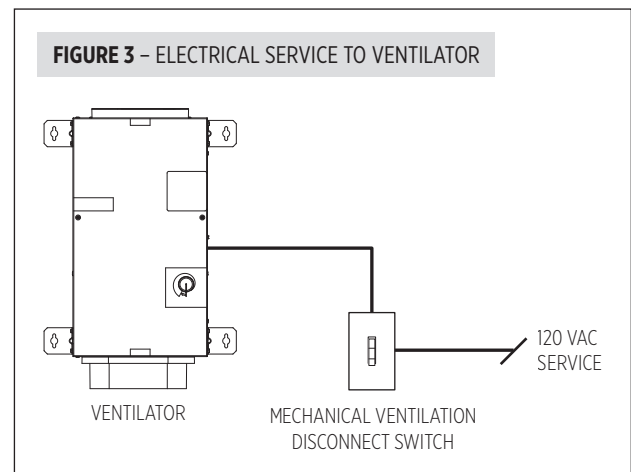 FIGURE 3 – ELECTRICAL SERVICE TO VENTILATOR
120 VAC
SERVICE
VENTILATOR
MECHANICAL VENTILATION
DISCONNECT SWITCH